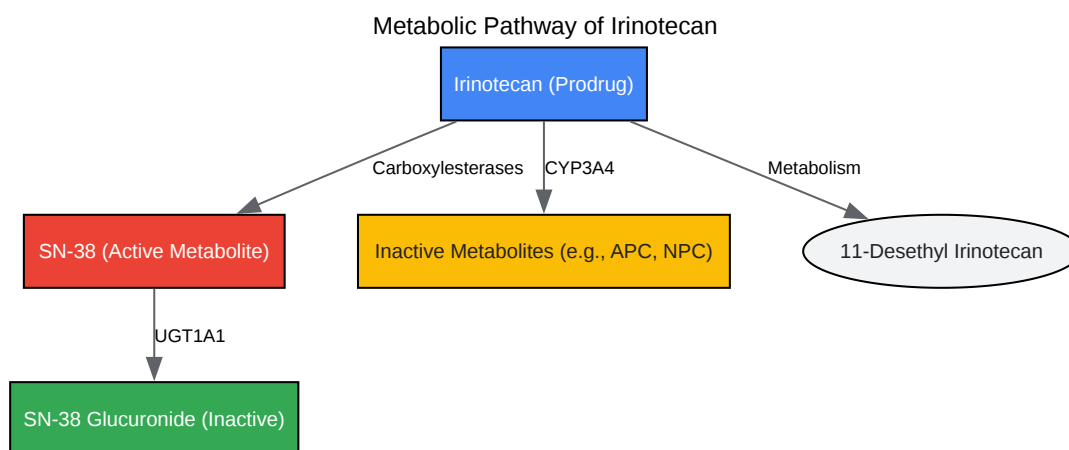 Metabolic Pathway of Irinotecan
Irinotecan (Prodrug)
Carboxylesterases
CYP3A4
Metabolism
SN-38 (Active Metabolite)
Inactive Metabolites (e.g., APC, NPC)
11-Desethyl Irinotecan
UGT1A1
SN-38 Glucuronide (Inactive)